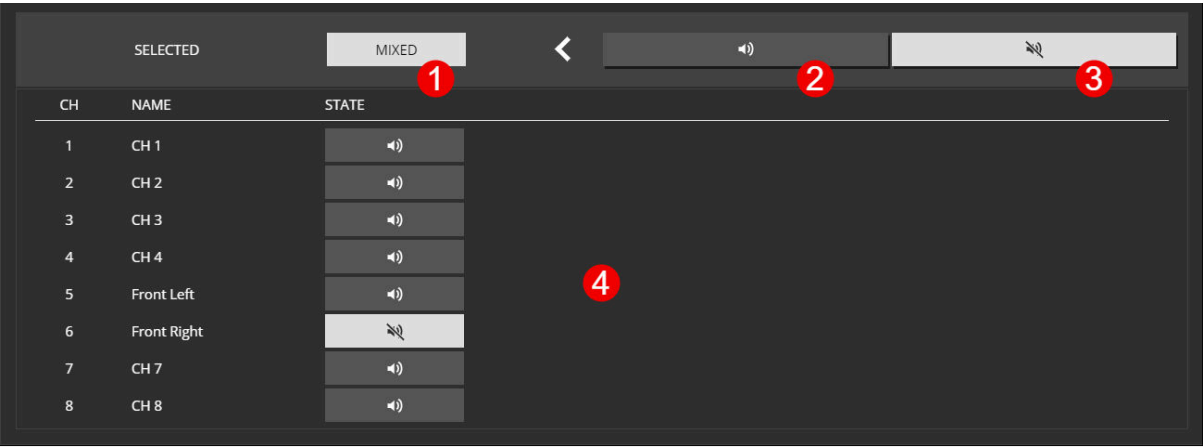 SELECTED MIXED
1 2 3
CH NAME STATE
1 CH 1
2 CH 2
3 CH 3
4 CH 4
4
5 Front Left
6 Front Right
7 CH 7
8 CH 8